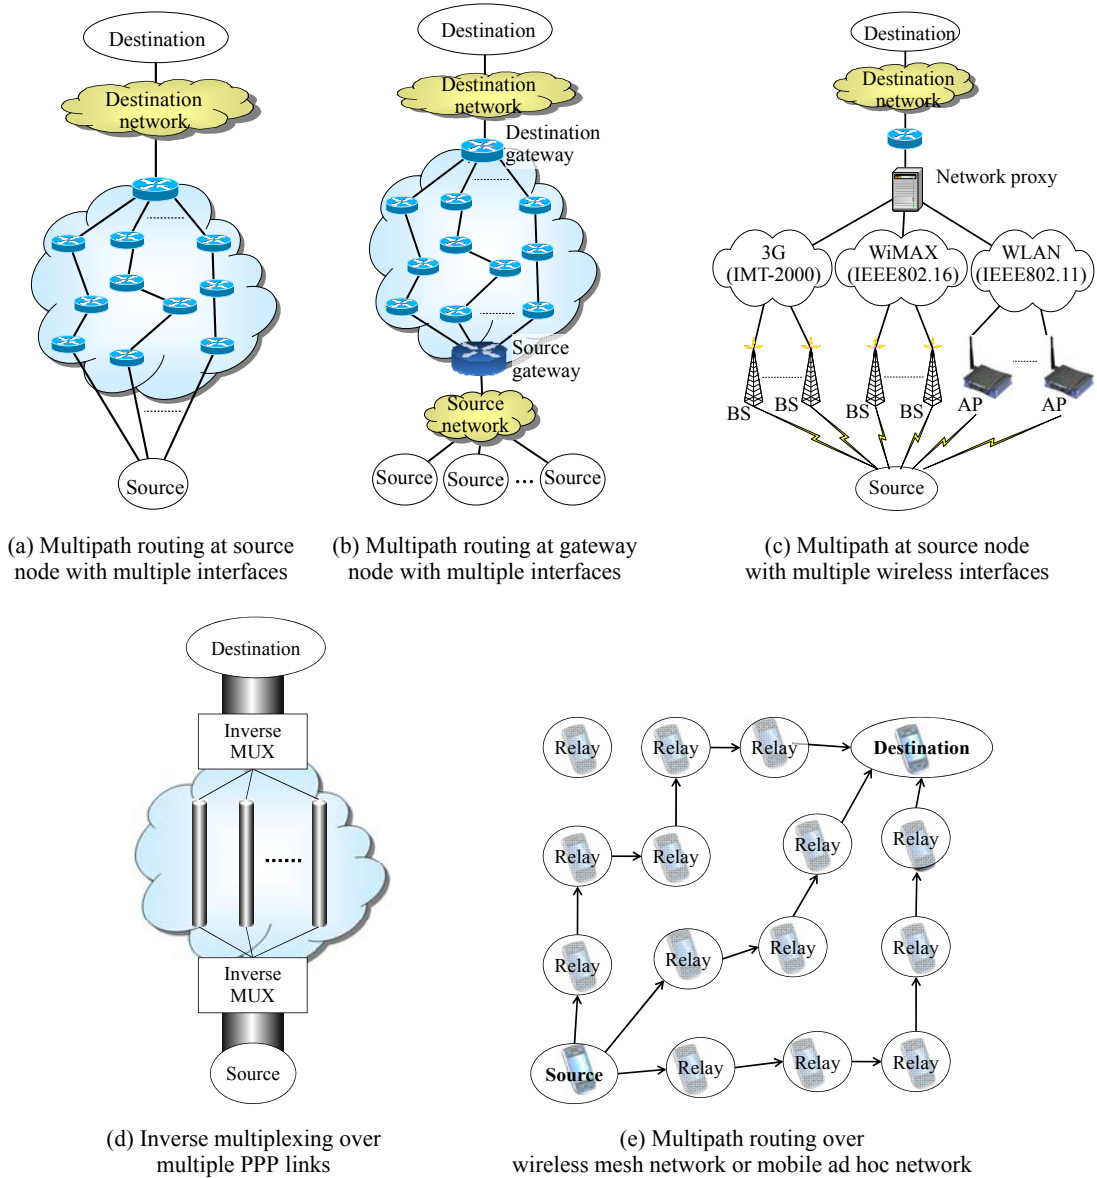 Destination
Destination
network
Source
(a) Multipath routing at source
node with multiple interfaces
Destination
Destination
network
Destination
gateway
Source
gateway
Source
network
Source
Source
...
Source
(b) Multipath routing at gateway
node with multiple interfaces
Destination
Destination
network
Network proxy
3G
(IMT-2000)
WiMAX
(IEEE802.16)
WLAN
(IEEE802.11)
BS
BS
BS
BS
AP
AP
Source
(c) Multipath at source node
with multiple wireless interfaces
Destination
Inverse
MUX
Inverse
MUX
Source
(d) Inverse multiplexing over
multiple PPP links
Relay
Relay
Relay
Destination
Relay
Relay
Relay
Relay
Relay
Relay
Relay
Relay
Source
Relay
Relay
Relay
(e) Multipath routing over
wireless mesh network or mobile ad hoc network